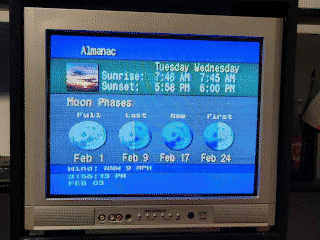 Almanac
Tuesday Wednesday
Sunrise: 7:46 AM 7:45 AM
Sunset: 5:58 PM 6:00 PM
Moon Phases
Full Last New First
Feb 1 Feb 9 Feb 17 Feb 24
WIND: NNW 9 MPH
FEB 03